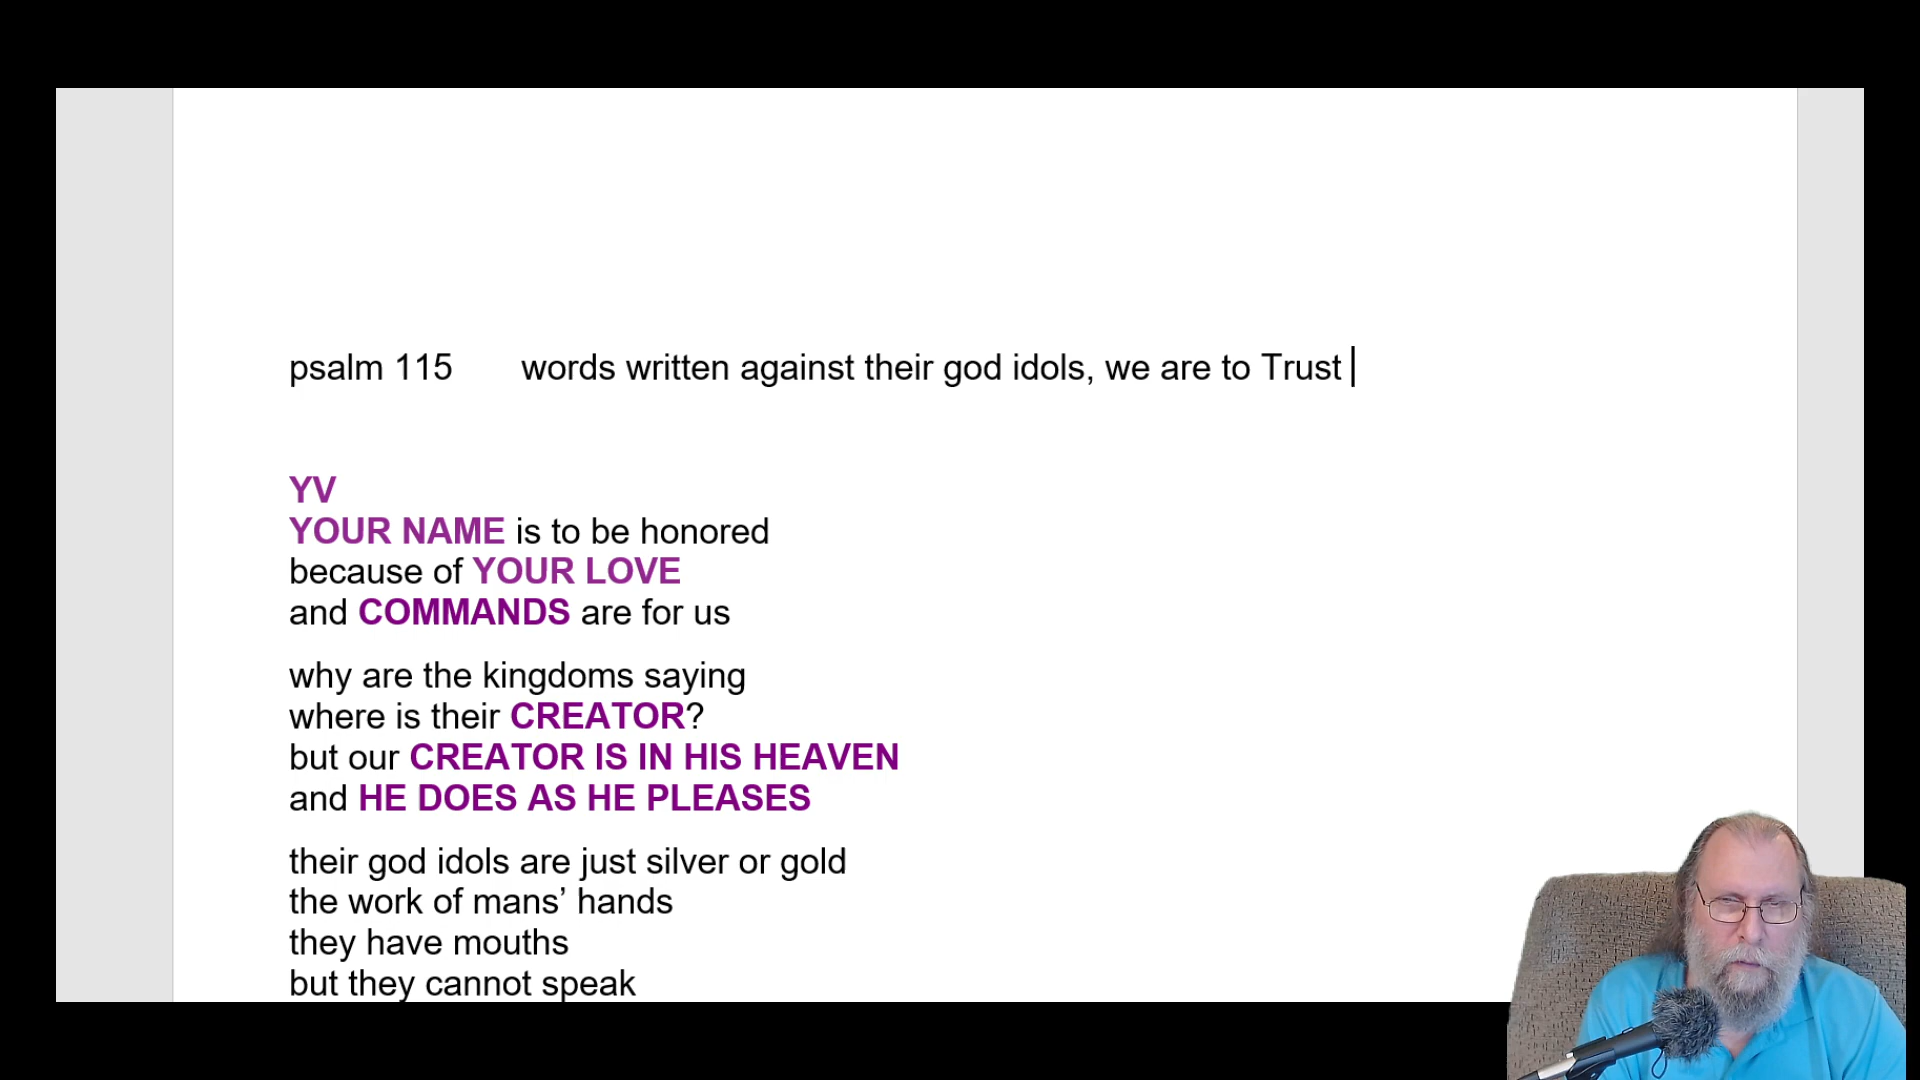 psalm 115 words written against their god idols, we are to Trust
YV
YOUR NAME is to be honored
because of YOUR LOVE
and COMMANDS are for us
why are the kingdoms saying
where is their CREATOR?
but our CREATOR IS IN HIS HEAVEN
and HE DOES AS HE PLEASES
their god idols are just silver or gold
the work of mans’ hands
they have mouths
but they cannot speak